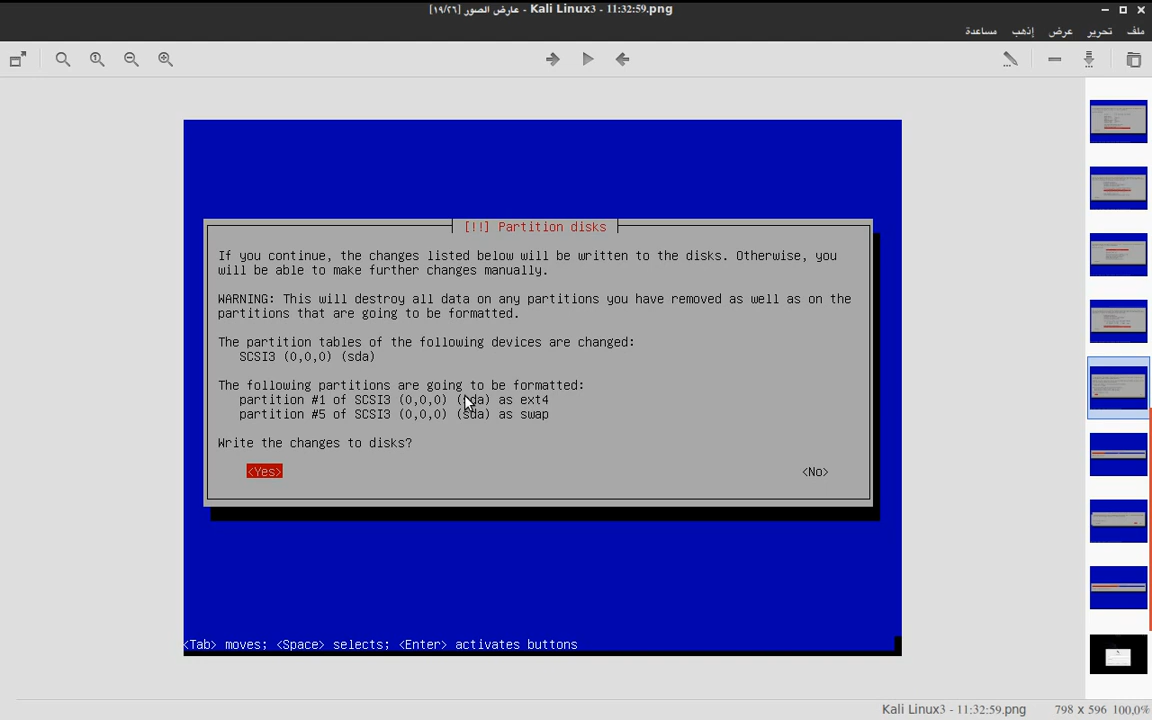 عارض الصور [١٩/٢٦] - Kali Linux3 - 11:32:59.png
ملف تحرير عرض إذهب مساعدة
[!!] Partition disks
If you continue, the changes listed below will be written to the disks. Otherwise, you
will be able to make further changes manually.
WARNING: This will destroy all data on any partitions you have removed as well as on the
partitions that are going to be formatted.
The partition tables of the following devices are changed:
SCSI3 (0,0,0) (sda)
The following partitions are going to be formatted:
partition #1 of SCSI3 (0,0,0) (sda) as ext4
partition #5 of SCSI3 (0,0,0) (sda) as swap
Write the changes to disks?
<Yes> <No>
<Tab> moves; <Space> selects; <Enter> activates buttons
Kali Linux3 - 11:32:59.png 798 x 596 100,0%